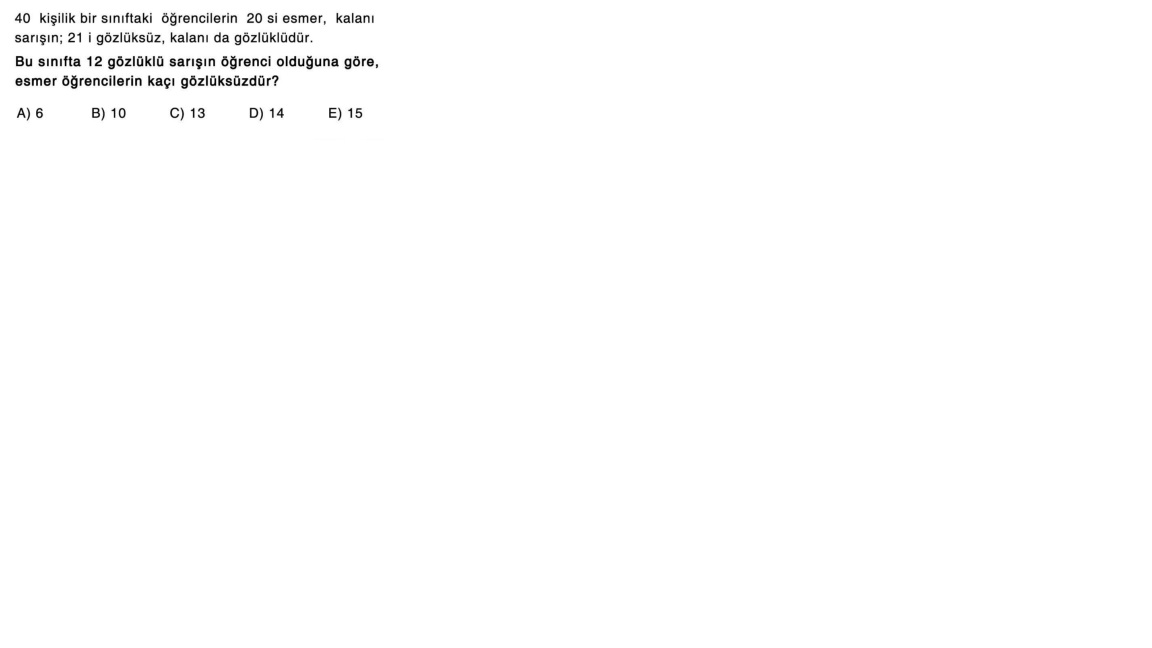 40 kişilik bir sınıftaki öğrencilerin 20 si esmer, kalanı
sarışın; 21 i gözlüksüz, kalanı da gözlüklüdür.
Bu sınıfta 12 gözlüklü sarışın öğrenci olduğuna göre,
esmer öğrencilerin kaçı gözlüksüzdür?
A) 6 B) 10 C) 13 D) 14 E) 15